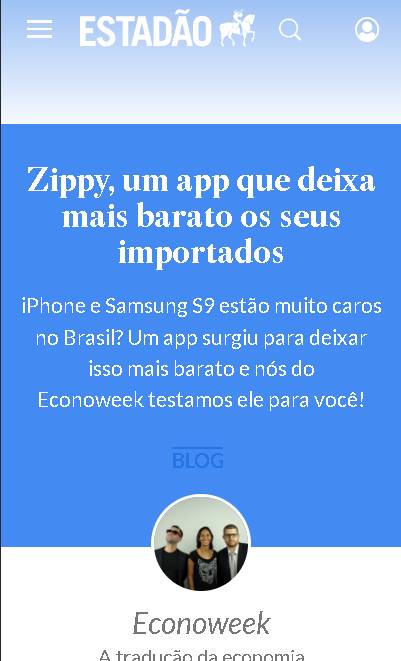 ESTADÃO
Zippy, um app que deixa
mais barato os seus
importados
iPhone e Samsung S9 estão muito caros
no Brasil? Um app surgiu para deixar
isso mais barato e nós do
Econoweek testamos ele para você!
BLOG
Econoweek
A tradução da economia